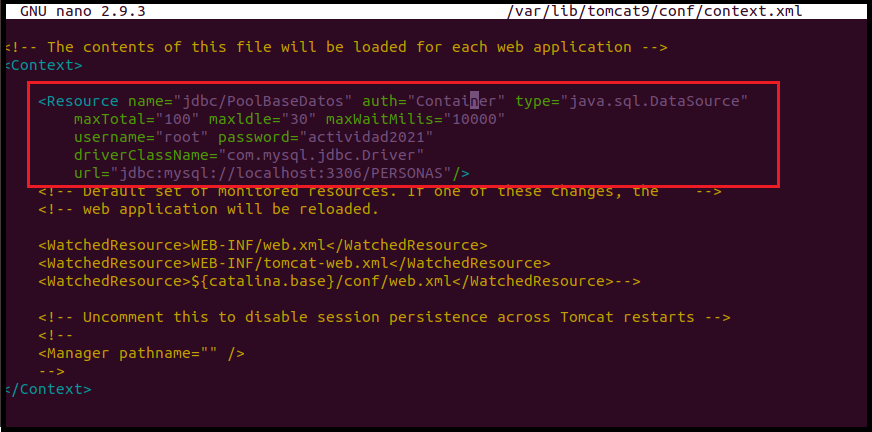 GNU nano 2.9.3 /var/lib/tomcat9/conf/context.xml
<!-- The contents of this file will be loaded for each web application -->
<Context>
<Resource name="jdbc/PoolBaseDatos" auth="Container" type="java.sql.DataSource"
maxTotal="100" maxldle="30" maxWaitMilis="10000"
username="root" password="actividad2021"
driverClassName="com.mysql.jdbc.Driver"
url="jdbc:mysql://localhost:3306/PERSONAS"/>
<!-- Default set of monitored resources. If one of these changes, the -->
<!-- web application will be reloaded.
<WatchedResource>WEB-INF/web.xml</WatchedResource>
<WatchedResource>WEB-INF/tomcat-web.xml</WatchedResource>
<WatchedResource>${catalina.base}/conf/web.xml</WatchedResource>-->
<!-- Uncomment this to disable session persistence across Tomcat restarts -->
<!--
<Manager pathname="" />
-->
</Context>